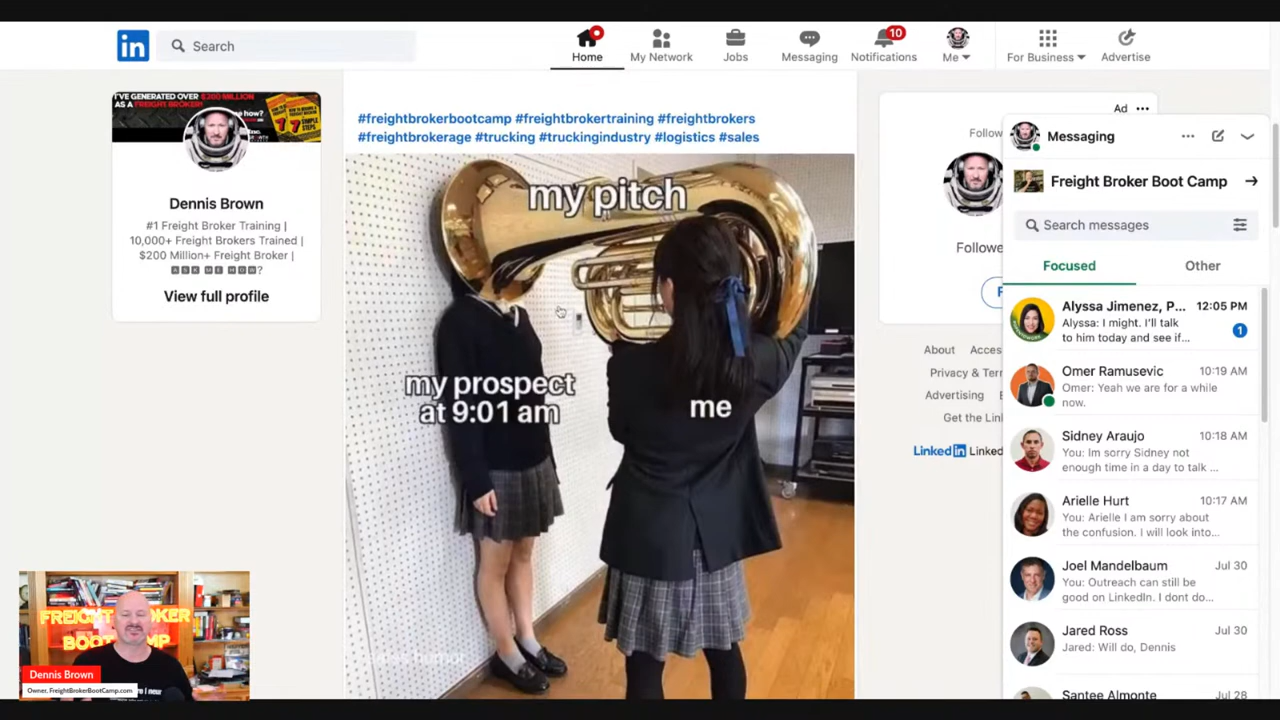 in
Search
Home
My Network
Jobs
Messaging
10
Notifications
Me
For Business
Advertise
I'VE GENERATED OVER $200 MILLION
AS A FREIGHT BROKER!
Dennis Brown
#1 Freight Broker Training |
10,000+ Freight Brokers Trained |
$200 Million+ Freight Broker |
🅰🆂🅺 🅼🅴 🅷🅾🆆?
View full profile
#freightbrokerbootcamp #freightbrokertraining #freightbrokers
#freightbrokerage #trucking #truckingindustry #logistics #sales
my pitch
my prospect
at 9:01 am
me
Ad
Follow
Followe
F
About Acces
Privacy & Ter
Advertising
Get the Lin
Linkedin Linked
Messaging
Freight Broker Boot Camp
Search messages
Focused
Other
Alyssa Jimenez, P... 12:05 PM
Alyssa: I might. I'll talk
to him today and see if...
1
Omer Ramusevic 10:19 AM
Omer: Yeah we are for a while
now.
Sidney Araujo 10:18 AM
You: Im sorry Sidney not
enough time in a day to talk ...
Arielle Hurt 10:17 AM
You: Arielle I am sorry about
the confusion. I will look into...
Joel Mandelbaum Jul 30
You: Outreach can still be
good on LinkedIn. I dont do...
Jared Ross Jul 30
Jared: Will do, Dennis
Santee Almonte Jul 28
FREIGHT BROKER
BOOT CAMP
Dennis Brown
Owner, FreightBrokerBootCamp.com